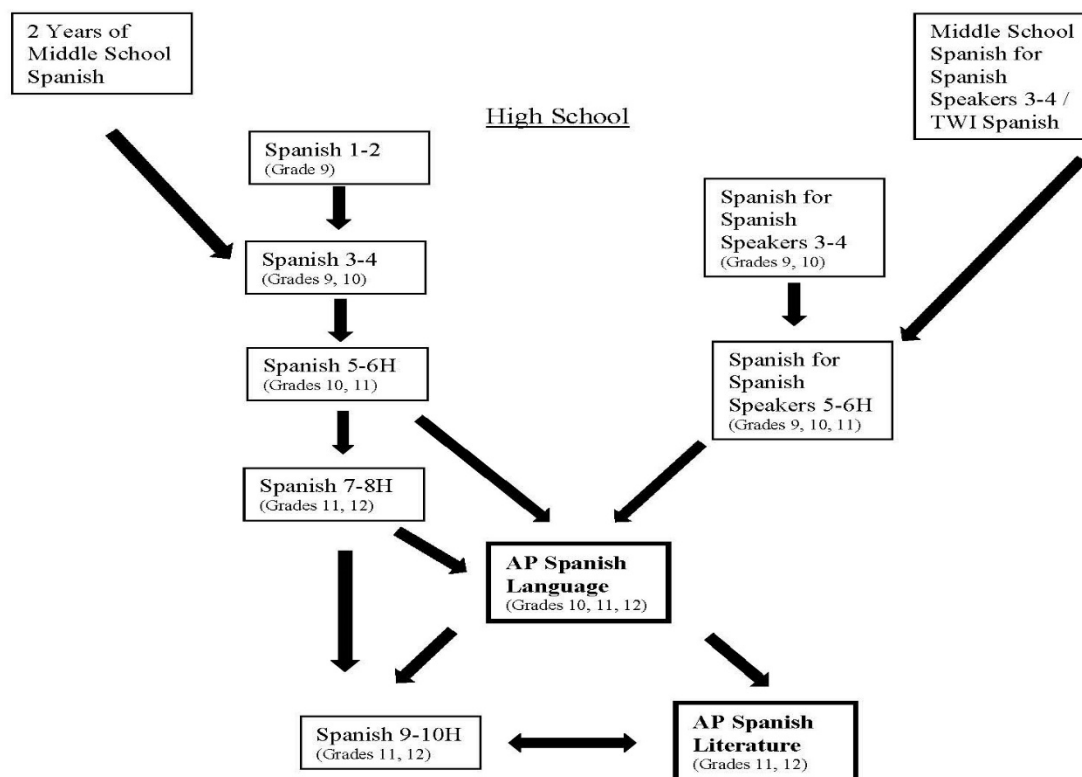 2 Years of
Middle School
Spanish
Middle School
Spanish for
Spanish
Speakers 3-4 /
TWI Spanish
High School
Spanish 1-2
(Grade 9)
Spanish for
Spanish
Speakers 3-4
(Grades 9, 10)
Spanish 3-4
(Grades 9, 10)
Spanish 5-6H
(Grades 10, 11)
Spanish for
Spanish
Speakers 5-6H
(Grades 9, 10, 11)
Spanish 7-8H
(Grades 11, 12)
AP Spanish
Language
(Grades 10, 11, 12)
Spanish 9-10H
(Grades 11, 12)
AP Spanish
Literature
(Grades 11, 12)